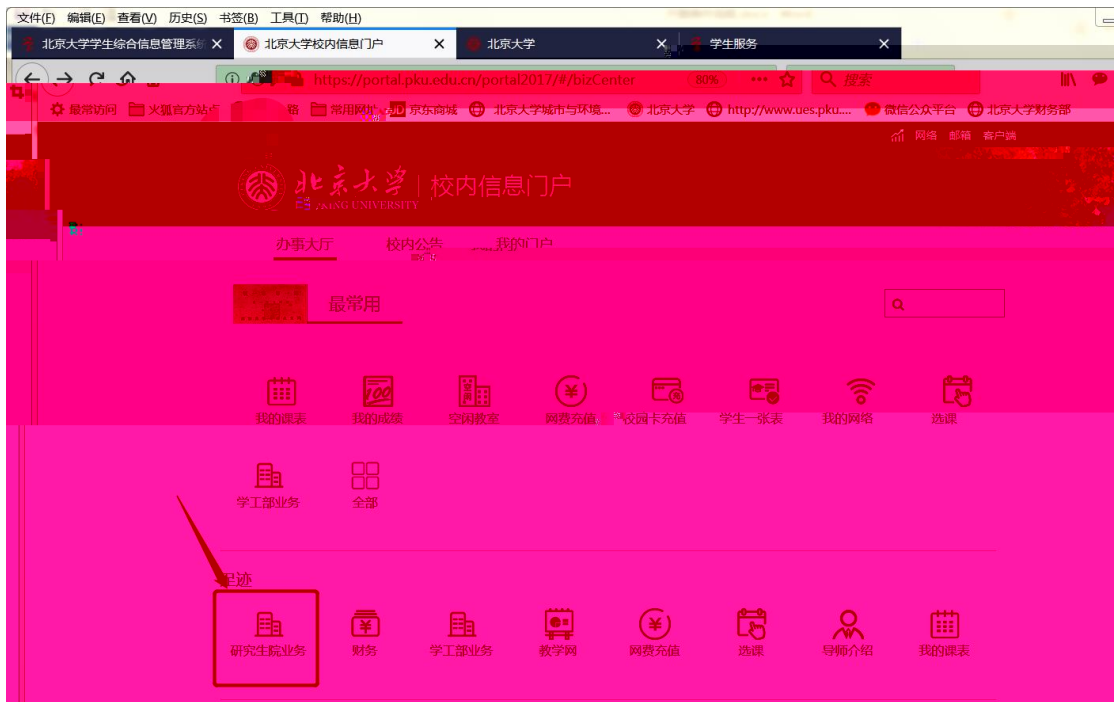 文件(F) 编辑(E) 查看(V) 历史(S) 书签(B) 工具(T) 帮助(H)
北京大学学生综合信息管理系统 × 北京大学校内信息门户 × 北京大学 × 学生服务 ×
https://portal.pku.edu.cn/portal2017/#/bizCenter 80% 搜索
最常访问 火狐官方站点 常用网址 JD 京东商城 北京大学城市与环境... 北京大学 http://www.ues.pku.... 微信公众平台 北京大学财务部
网络 邮箱 客户端
北京大学 校内信息门户
UNIVERSITY
办事大厅 校内公告 我的门户
最常用
我的课表 我的成绩 空闲教室 网费充值 校园卡充值 学生一张表 我的网络 选课
学工部业务 全部
足迹
研究生院业务 财务 学工部业务 教学网 网费充值 选课 导师介绍 我的课表